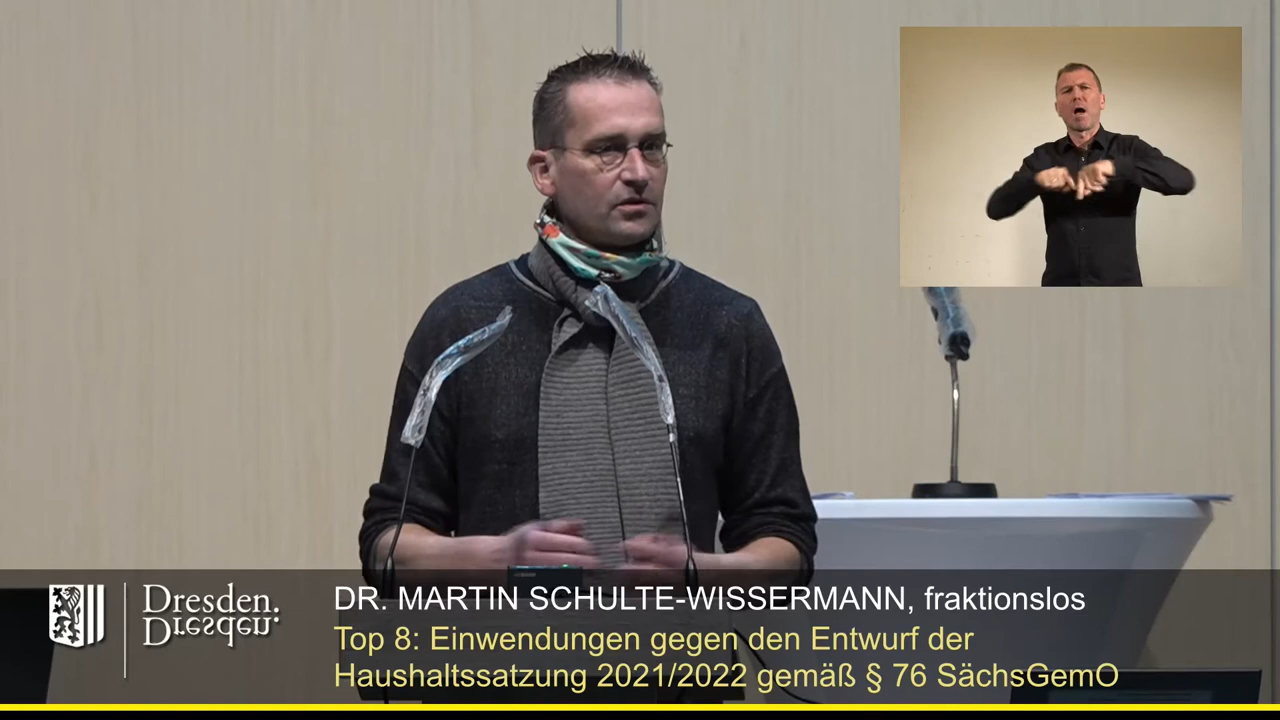 Dresden.
Dresden.
DR. MARTIN SCHULTE-WISSERMANN, fraktionslos
Top 8: Einwendungen gegen den Entwurf der
Haushaltssatzung 2021/2022 gemäß § 76 SächsGemO